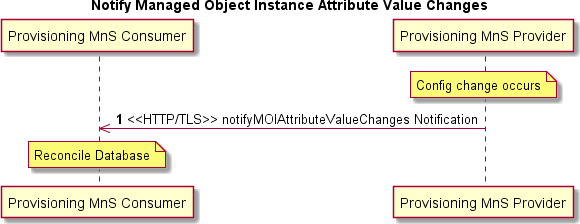 Notify Managed Object Instance Attribute Value Changes
Provisioning MnS Consumer
Provisioning MnS Provider
Config change occurs
1 <<HTTP/TLS>> notifyMOIAttributeValueChanges Notification
Reconcile Database
Provisioning MnS Consumer
Provisioning MnS Provider